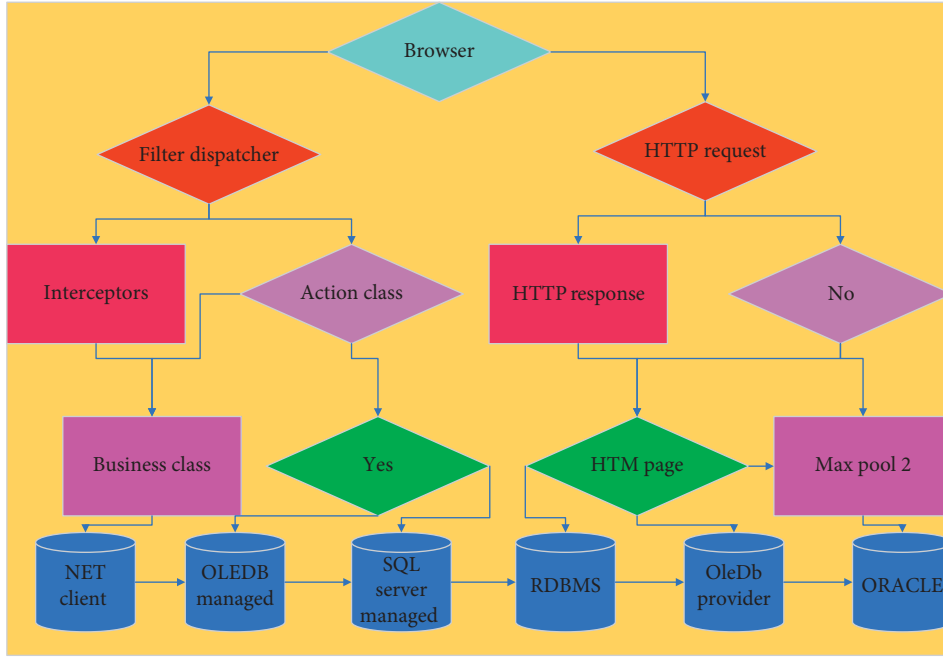 Browser
Filter dispatcher
HTTP request
Interceptors
Action class
HTTP response
No
Business class
Yes
HTM page
Max pool 2
NET
client
OLEDB
managed
SQL
server
managed
RDBMS
OleDb
provider
ORACLE